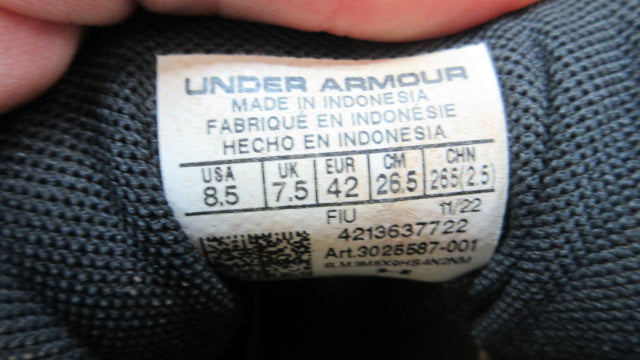 UNDER ARMOUR
MADE IN INDONESIA
FABRIQUÉ EN INDONÉSIE
HECHO EN INDONESIA
USA UK EUR CM CHN
8.5 7.5 42 26.5 265(2.5)
FIU 11/22
4213637722
Art.3025587-001